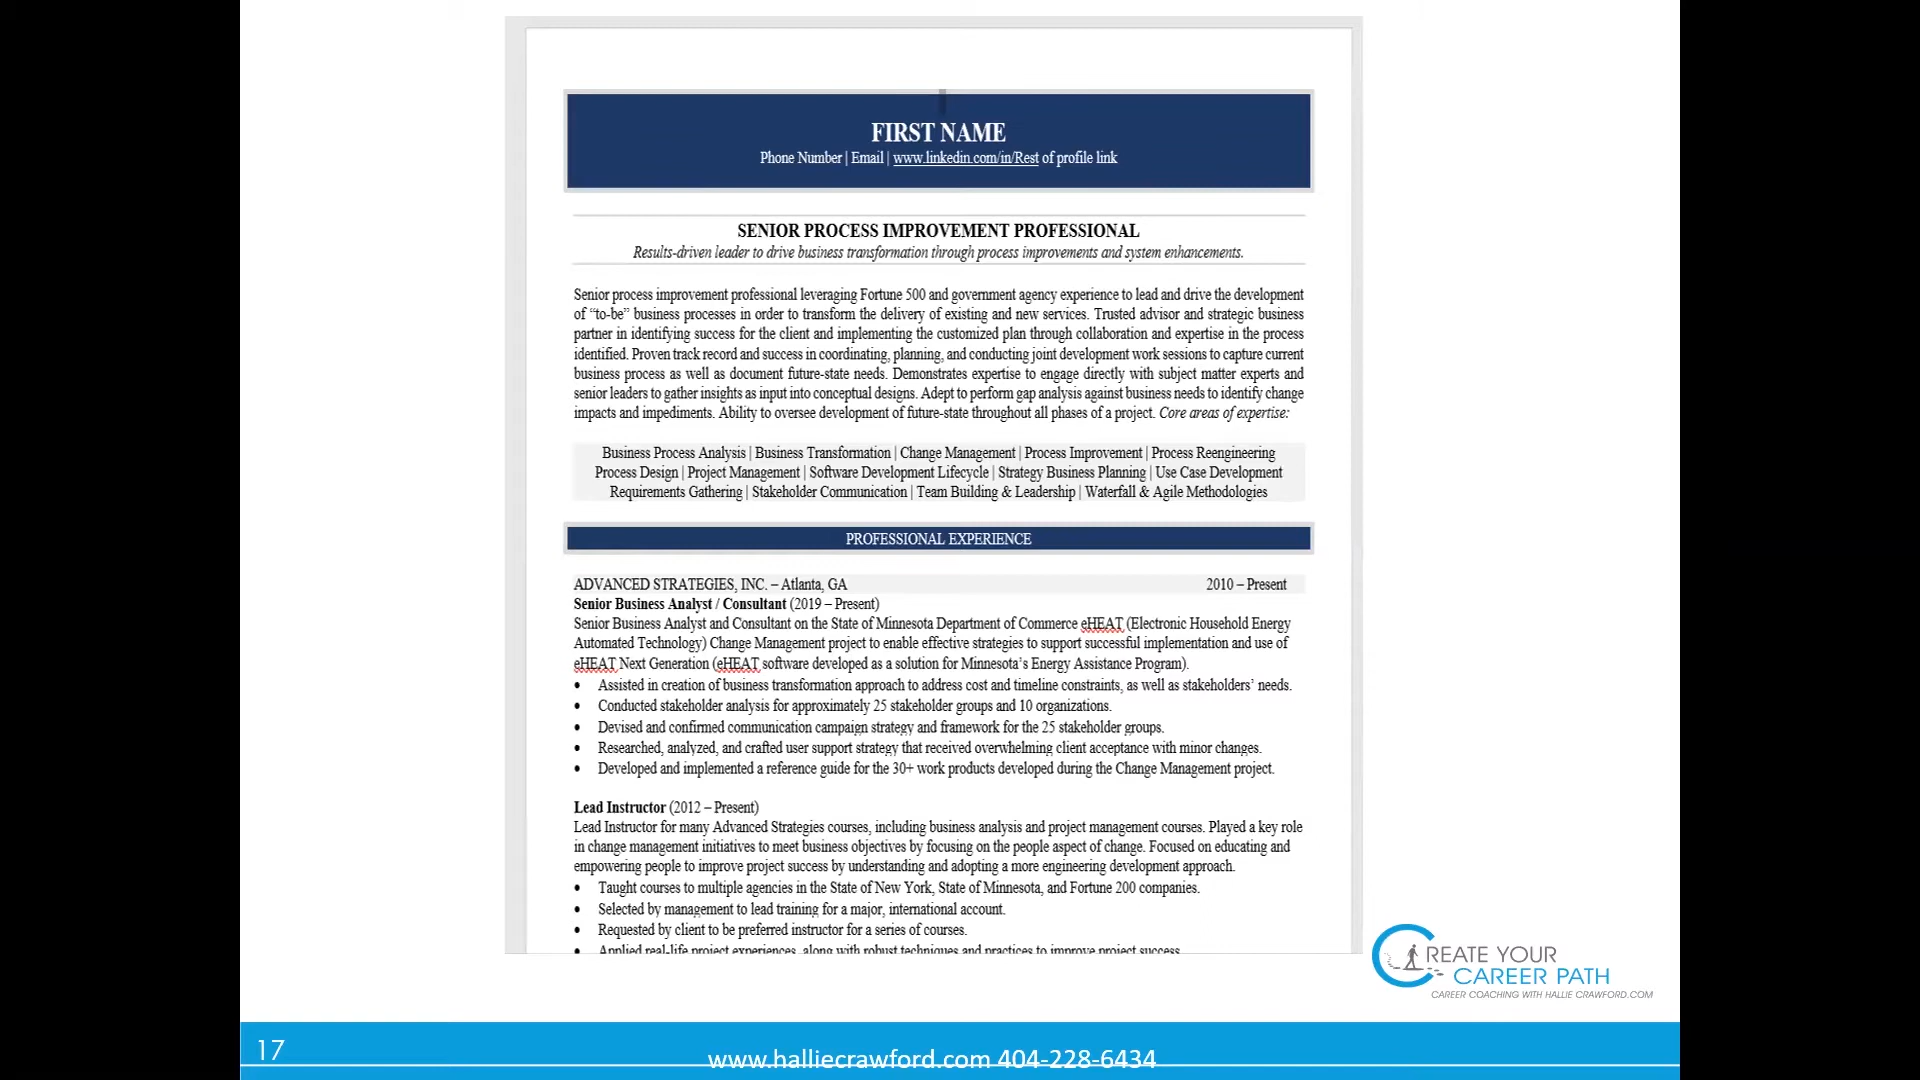 FIRST NAME
Phone Number | Email | www.linkedin.com/in/Rest of profile link
SENIOR PROCESS IMPROVEMENT PROFESSIONAL
Results-driven leader to drive business transformation through process improvements and system enhancements.
Senior process improvement professional leveraging Fortune 500 and government agency experience to lead and drive the development
of “to-be” business processes in order to transform the delivery of existing and new services. Trusted advisor and strategic business
partner in identifying success for the client and implementing the customized plan through collaboration and expertise in the process
identified. Proven track record and success in coordinating, planning, and conducting joint development work sessions to capture current
business process as well as document future-state needs. Demonstrates expertise to engage directly with subject matter experts and
senior leaders to gather insights as input into conceptual designs. Adept to perform gap analysis against business needs to identify change
impacts and impediments. Ability to oversee development of future-state throughout all phases of a project. Core areas of expertise:
Business Process Analysis | Business Transformation | Change Management | Process Improvement | Process Reengineering
Process Design | Project Management | Software Development Lifecycle | Strategy Business Planning | Use Case Development
Requirements Gathering | Stakeholder Communication | Team Building & Leadership | Waterfall & Agile Methodologies
PROFESSIONAL EXPERIENCE
ADVANCED STRATEGIES, INC. – Atlanta, GA 2010 – Present
Senior Business Analyst / Consultant (2019 – Present)
Senior Business Analyst and Consultant on the State of Minnesota Department of Commerce eHEAT (Electronic Household Energy
Automated Technology) Change Management project to enable effective strategies to support successful implementation and use of
eHEAT Next Generation (eHEAT software developed as a solution for Minnesota’s Energy Assistance Program).
• Assisted in creation of business transformation approach to address cost and timeline constraints, as well as stakeholders’ needs.
• Conducted stakeholder analysis for approximately 25 stakeholder groups and 10 organizations.
• Devised and confirmed communication campaign strategy and framework for the 25 stakeholder groups.
• Researched, analyzed, and crafted user support strategy that received overwhelming client acceptance with minor changes.
• Developed and implemented a reference guide for the 30+ work products developed during the Change Management project.
Lead Instructor (2012 – Present)
Lead Instructor for many Advanced Strategies courses, including business analysis and project management courses. Played a key role
in change management initiatives to meet business objectives by focusing on the people aspect of change. Focused on educating and
empowering people to improve project success by understanding and adopting a more engineering development approach.
• Taught courses to multiple agencies in the State of New York, State of Minnesota, and Fortune 200 companies.
• Selected by management to lead training for a major, international account.
• Requested by client to be preferred instructor for a series of courses.
• Applied real-life project experiences, along with robust techniques and practices to improve project success.
CREATE YOUR
CAREER PATH
CAREER COACHING WITH HALLIE CRAWFORD.COM
17
www.halliecrawford.com 404-228-6434